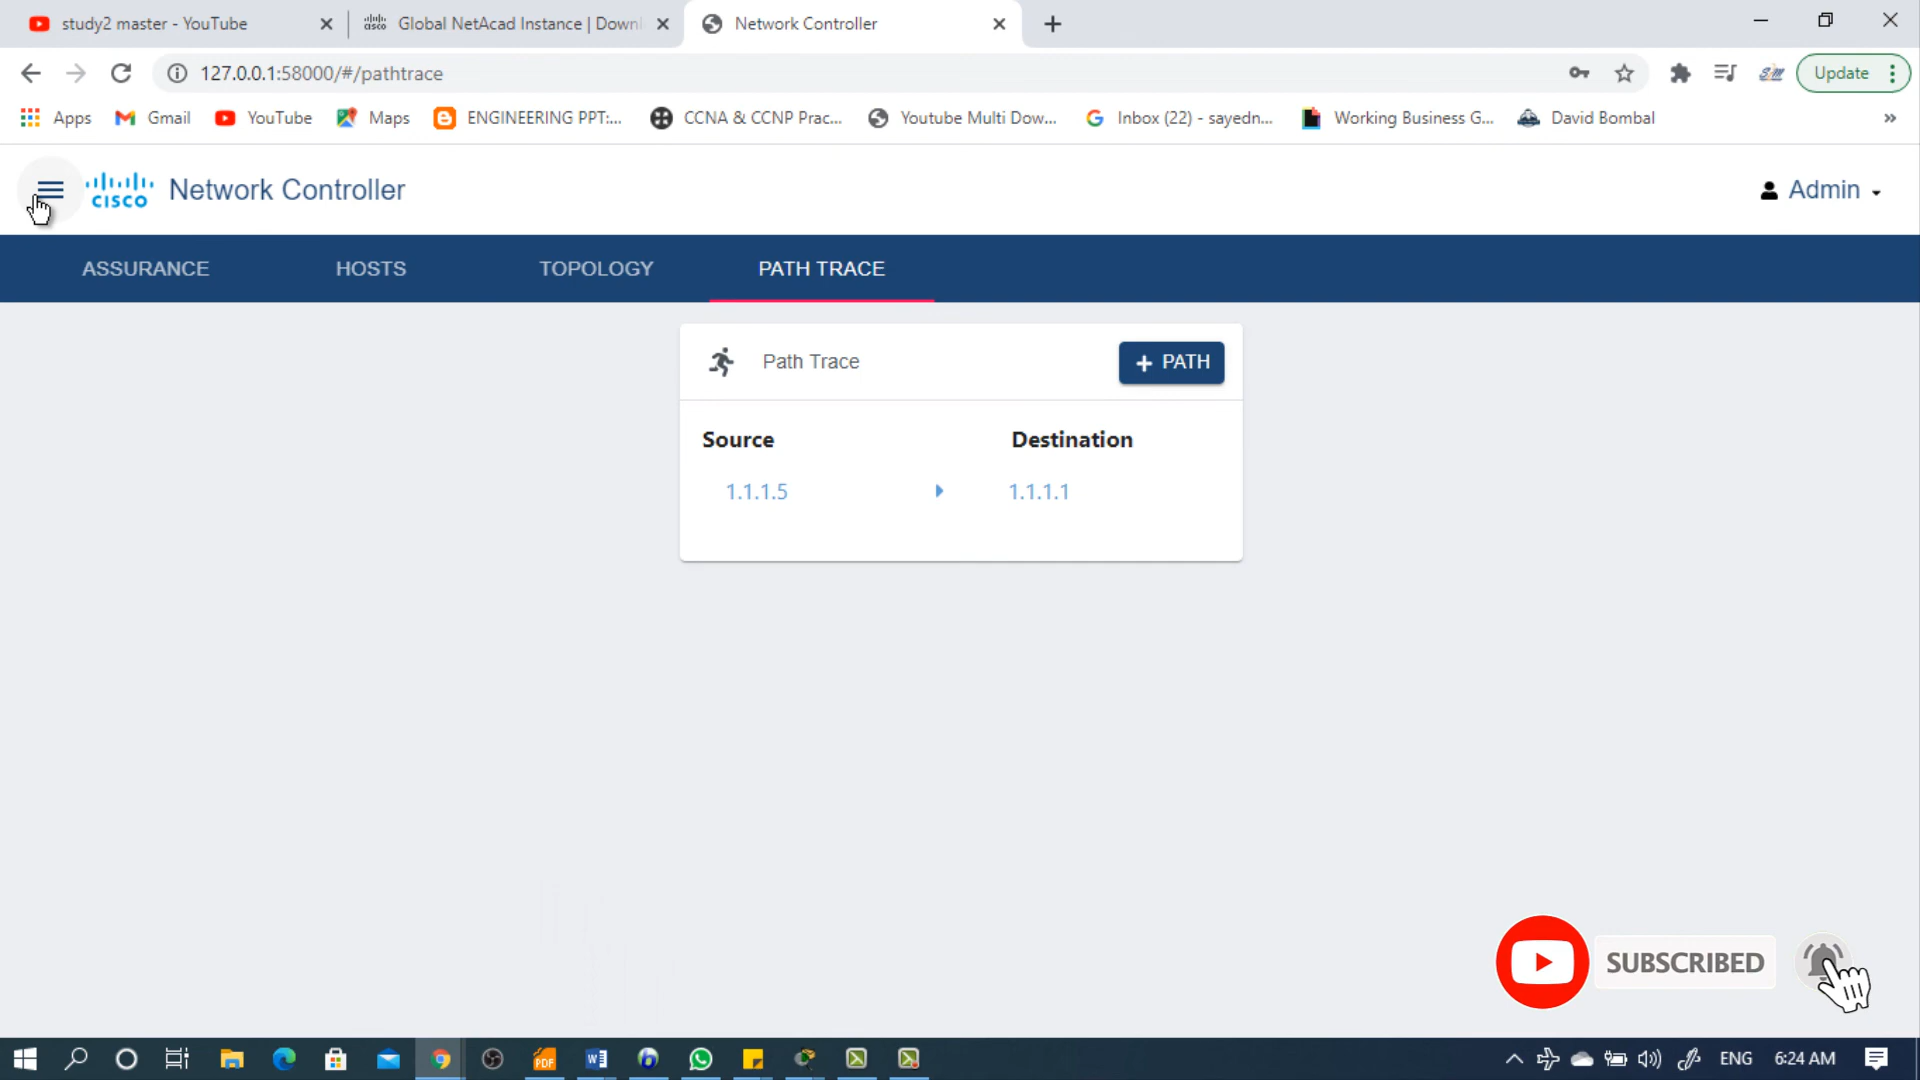 study2 master - YouTube
Global NetAcad Instance | Downl
Network Controller
127.0.0.1:58000/#/pathtrace
Update
Apps
Gmail
YouTube
Maps
ENGINEERING PPT:...
CCNA & CCNP Prac...
Youtube Multi Dow...
Inbox (22) - sayedn...
Working Business G...
David Bombal
»
CISCO
Network Controller
Admin
ASSURANCE
HOSTS
TOPOLOGY
PATH TRACE
Path Trace
+ PATH
Source
Destination
1.1.1.5
1.1.1.1
SUBSCRIBED
PDF
ENG
6:24 AM